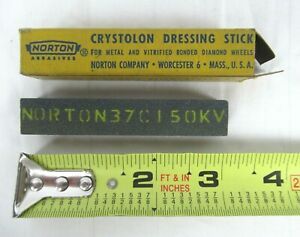 NORTON
ABRASIVES
CRYSTOLON DRESSING STICK
FOR METAL AND VITRIFIED BONDED DIAMOND WHEELS
NORTON COMPANY • WORCESTER 6 • MASS., U.S.A.
NORTON37C150KV
2 FT & IN 3 4
INCHES